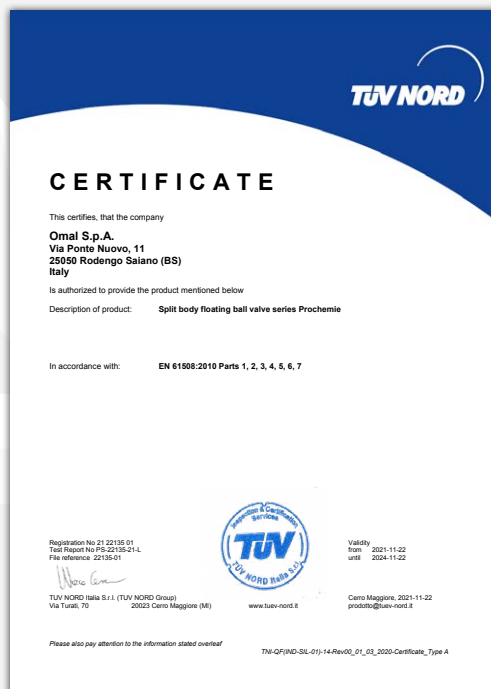 TÜV NORD
CERTIFICATE
This certifies, that the company
Omal S.p.A.
Via Ponte Nuovo, 11
25050 Rodengo Saiano (BS)
Italy
Is authorized to provide the product mentioned below
Description of product: Split body floating ball valve series Prochemie
In accordance with: EN 61508:2010 Parts 1, 2, 3, 4, 5, 6, 7
Inspection & Certification
Services
TÜV
TÜV NORD Italia S.r.l.
Registration No 21 22135 01
Test Report No PS-22135-21-L
File reference 22135-01
Validity
from 2021-11-22
until 2024-11-22
TUV NORD Italia S.r.l. (TUV NORD Group)
Via Turati, 70 20023 Cerro Maggiore (MI) www.tuev-nord.it
Cerro Maggiore, 2021-11-22
prodotto@tuev-nord.it
Please also pay attention to the information stated overleaf
TNI-QF(IND-SIL-01)-14-Rev00_01_03_2020-Certificate_Type A